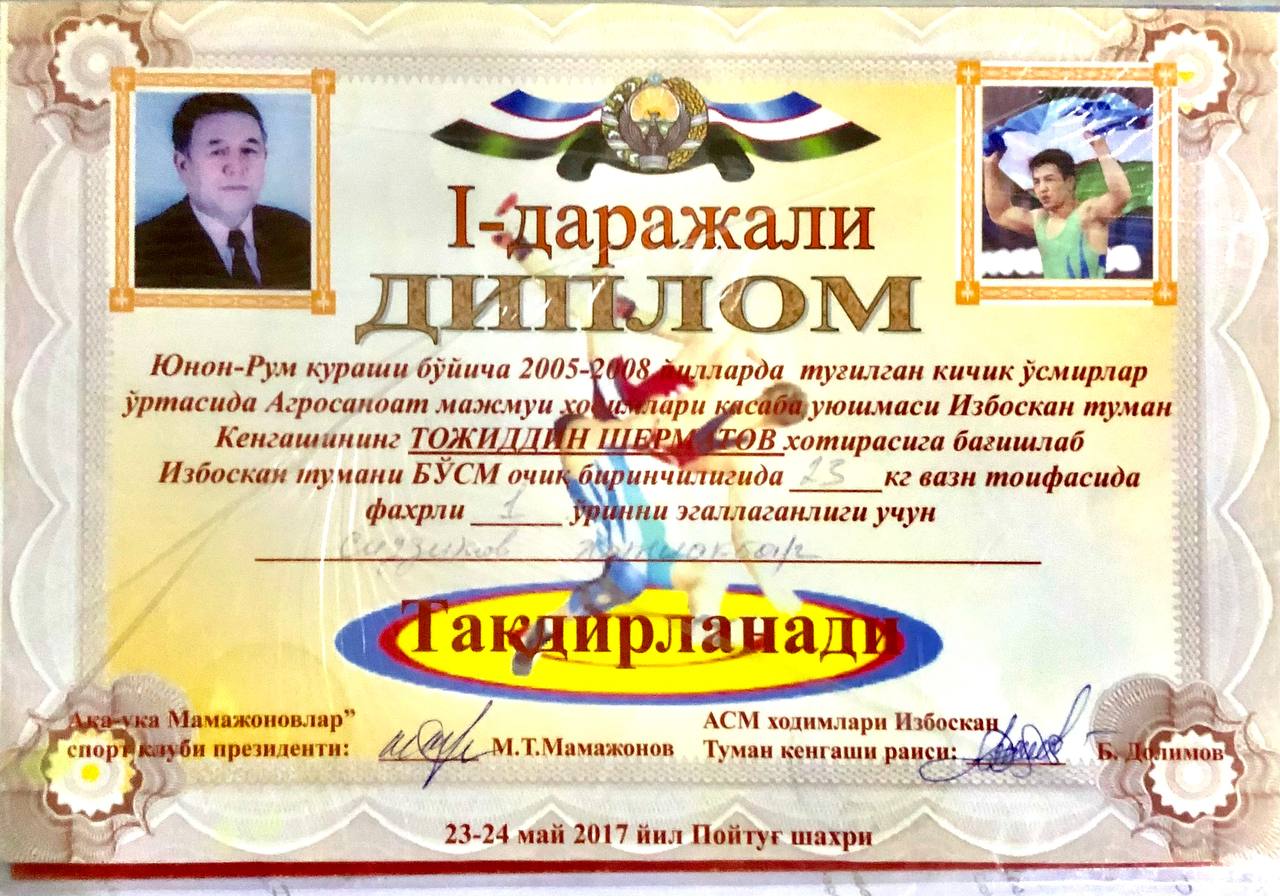 I-даражали
ДИПЛОМ
Юнон-Рум кураши бўйича 2005-2008 йилларда туғилган кичик ўсмирлар
ўртасида Агросаноат мажмуи ходимлари касаба уюшмаси Избоскан туман
Кенгашининг ТОЖИДДИН ШЕРМАТОВ хотирасига бағишлаб
Избоскан тумани БЎСМ очиқ биринчилигида 23 кг вазн тоифасида
фахрли 1 ўринни эгаллаганлиги учун
Тақдирланади
Ака-ука Мамажоновлар”
спорт клуби президенти: М.Т.Мамажонов
АСМ ходимлари Избоскан
Туман кенгаши раиси: Б. Долимов
23-24 май 2017 йил Пойтуғ шахри